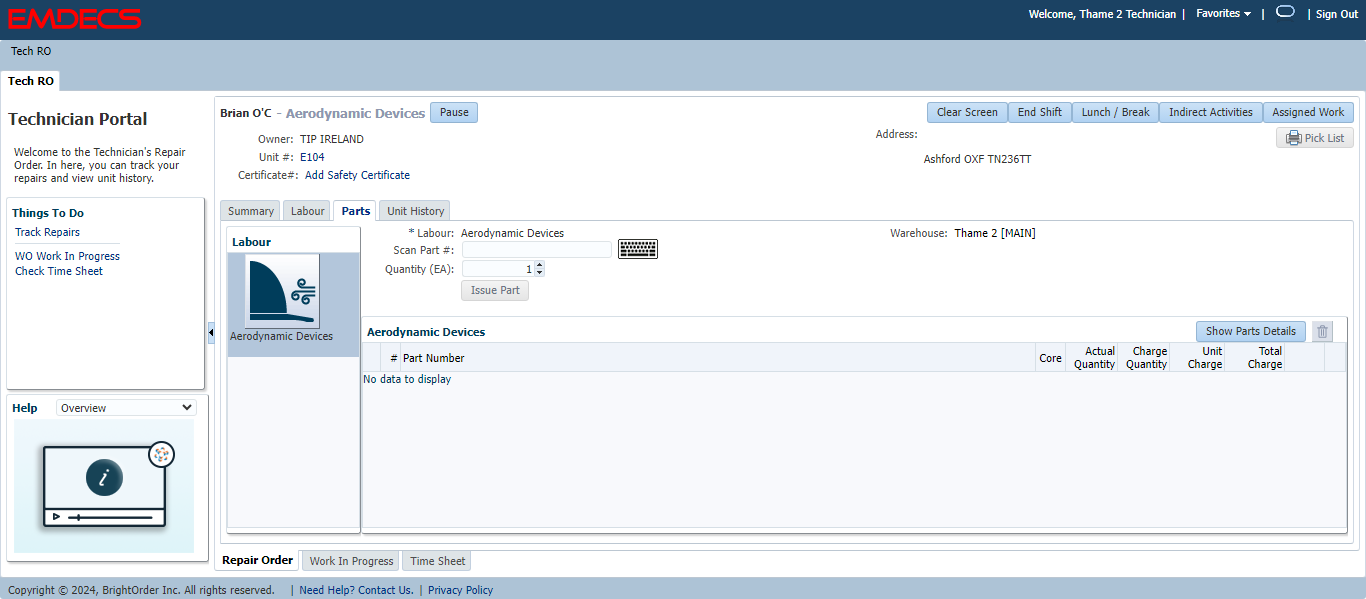 EMDECS
Welcome, Thame 2 Technician | Favorites | | Sign Out
Tech RO
Tech RO
Technician Portal
Welcome to the Technician's Repair
Order. In here, you can track your
repairs and view unit history.
Things To Do
Track Repairs
WO Work In Progress
Check Time Sheet
Help Overview
i
Brian O'C - Aerodynamic Devices Pause
Clear Screen End Shift Lunch / Break Indirect Activities Assigned Work
Owner: TIP IRELAND
Unit #: E104
Certificate#: Add Safety Certificate
Address:
Pick List
Ashford OXF TN236TT
Summary Labour Parts Unit History
Labour
Aerodynamic Devices
* Labour: Aerodynamic Devices
Warehouse: Thame 2 [MAIN]
Scan Part #:
Quantity (EA): 1
Issue Part
Aerodynamic Devices Show Parts Details
# Part Number Core Actual Quantity Charge Quantity Unit Charge Total Charge
No data to display
Repair Order Work In Progress Time Sheet
Copyright © 2024, BrightOrder Inc. All rights reserved. | Need Help? Contact Us. | Privacy Policy